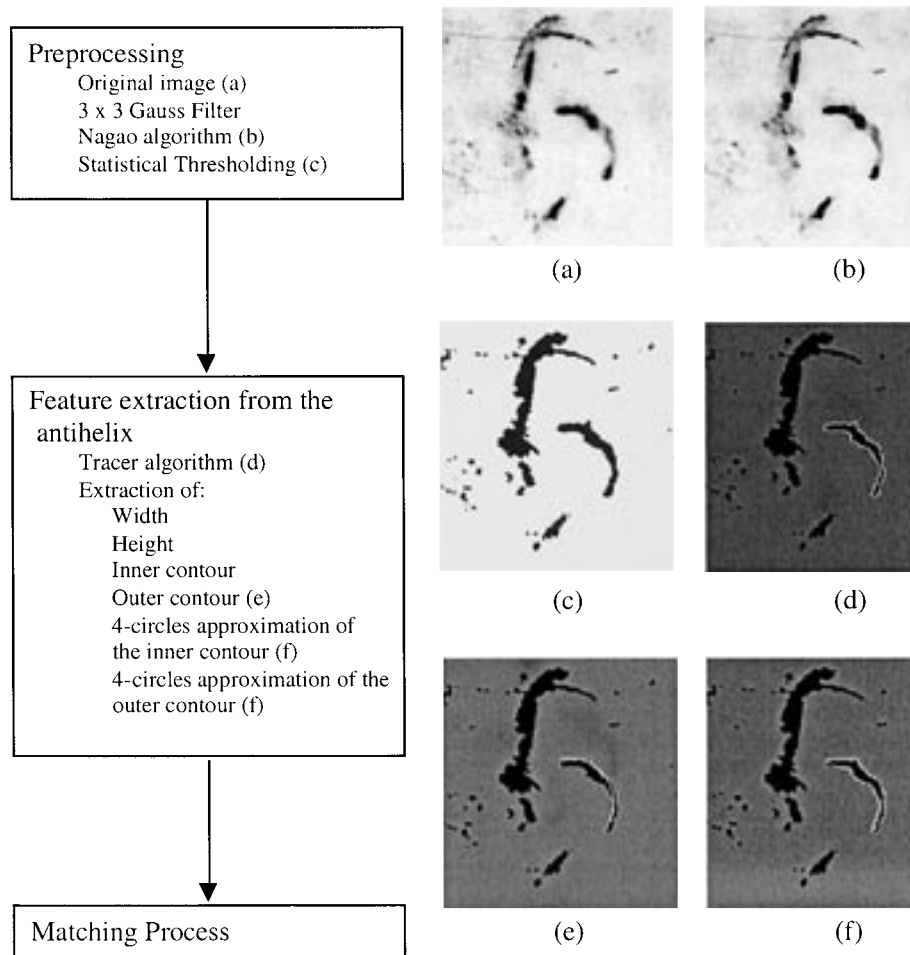 Preprocessing
Original image (a)
3 x 3 Gauss Filter
Nagao algorithm (b)
Statistical Thresholding (c)
Feature extraction from the
antihelix
Tracer algorithm (d)
Extraction of:
Width
Height
Inner contour
Outer contour (e)
4-circles approximation of
the inner contour (f)
4-circles approximation of the
outer contour (f)
Matching Process
(a)
(b)
(c)
(d)
(e)
(f)